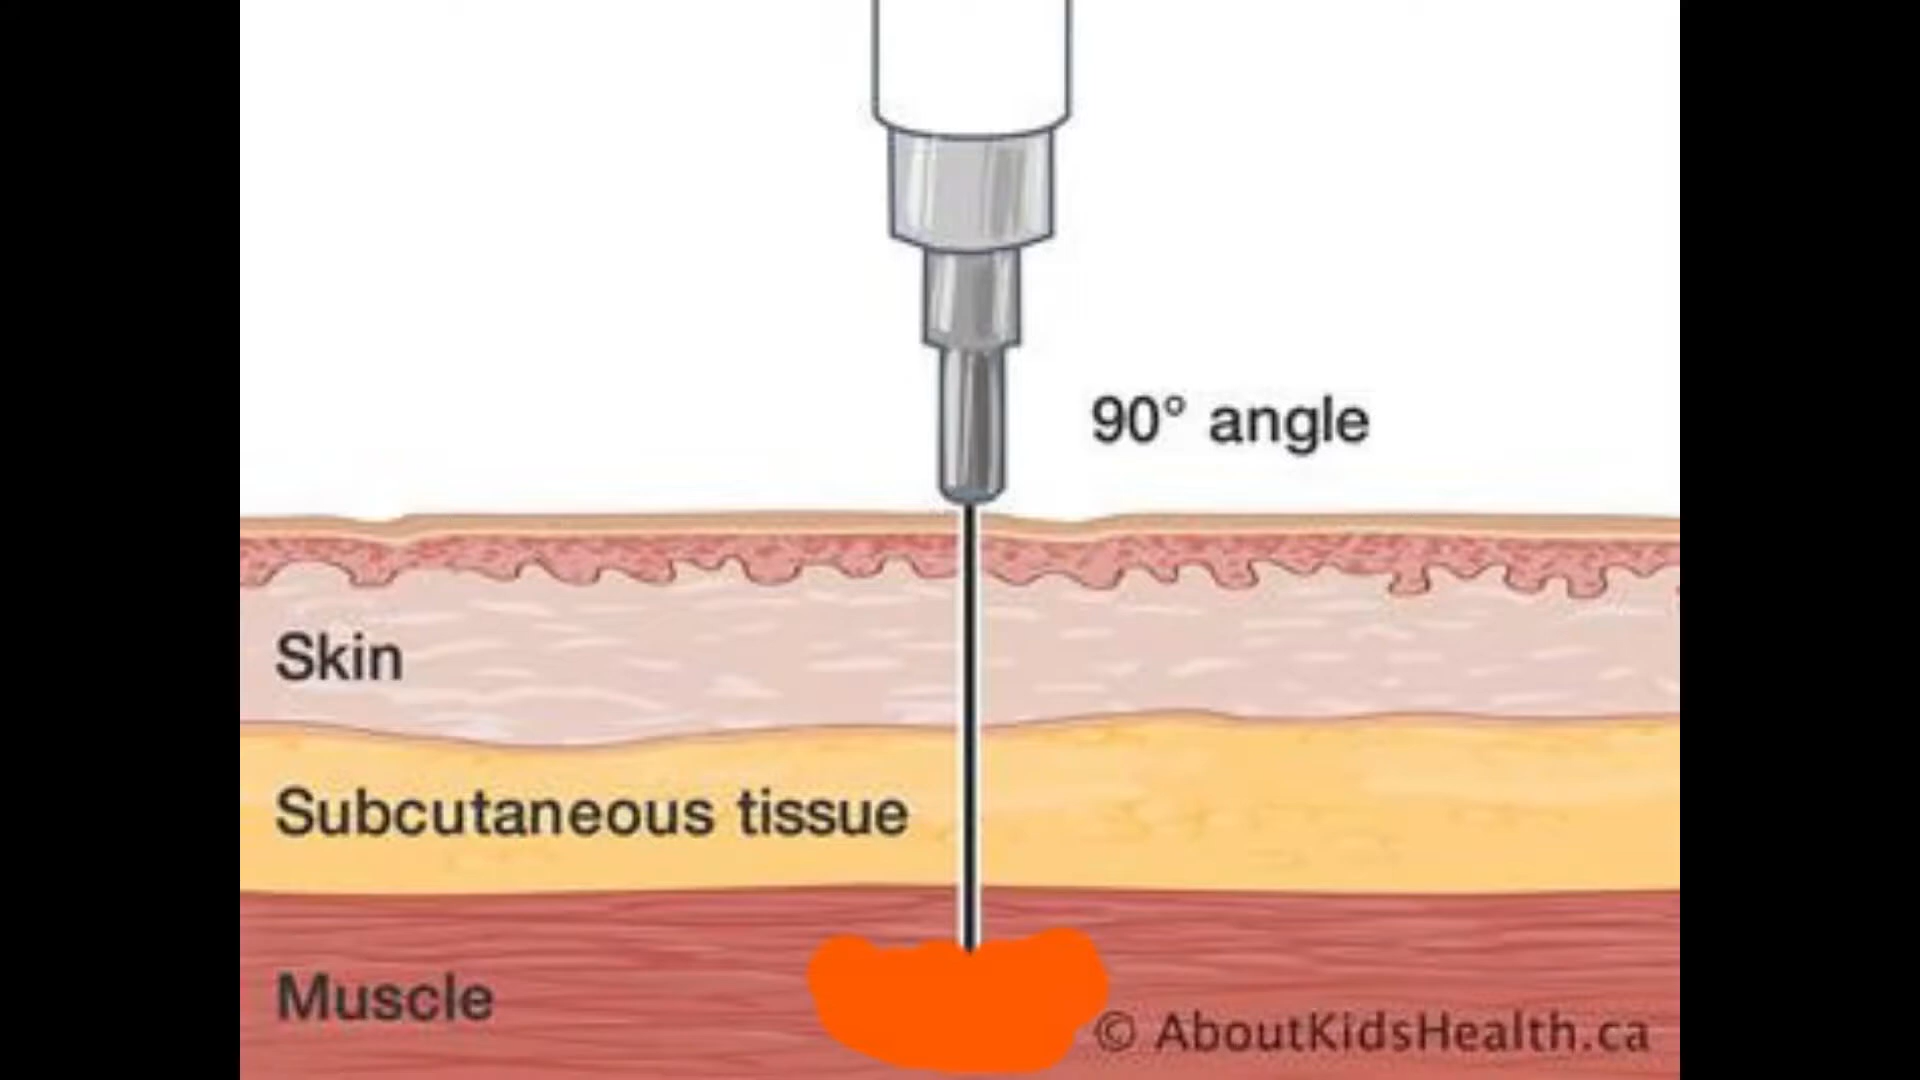 90° angle
Skin
Subcutaneous tissue
Muscle
© AboutKidsHealth.ca